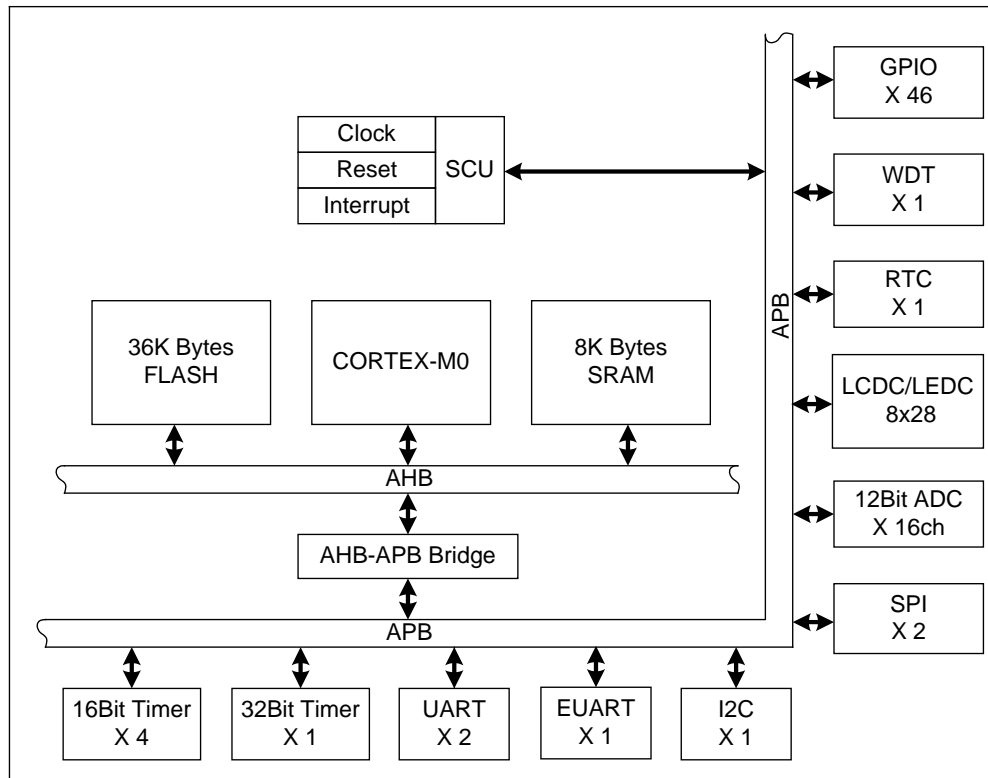 GPIO
X 46
Clock
Reset
Interrupt
SCU
WDT
X 1
RTC
X 1
APB
36K Bytes
FLASH
CORTEX-M0
8K Bytes
SRAM
LCDC/LEDC
8x28
AHB
12Bit ADC
X 16ch
AHB-APB Bridge
SPI
X 2
APB
16Bit Timer
X 4
32Bit Timer
X 1
UART
X 2
EUART
X 1
I2C
X 1